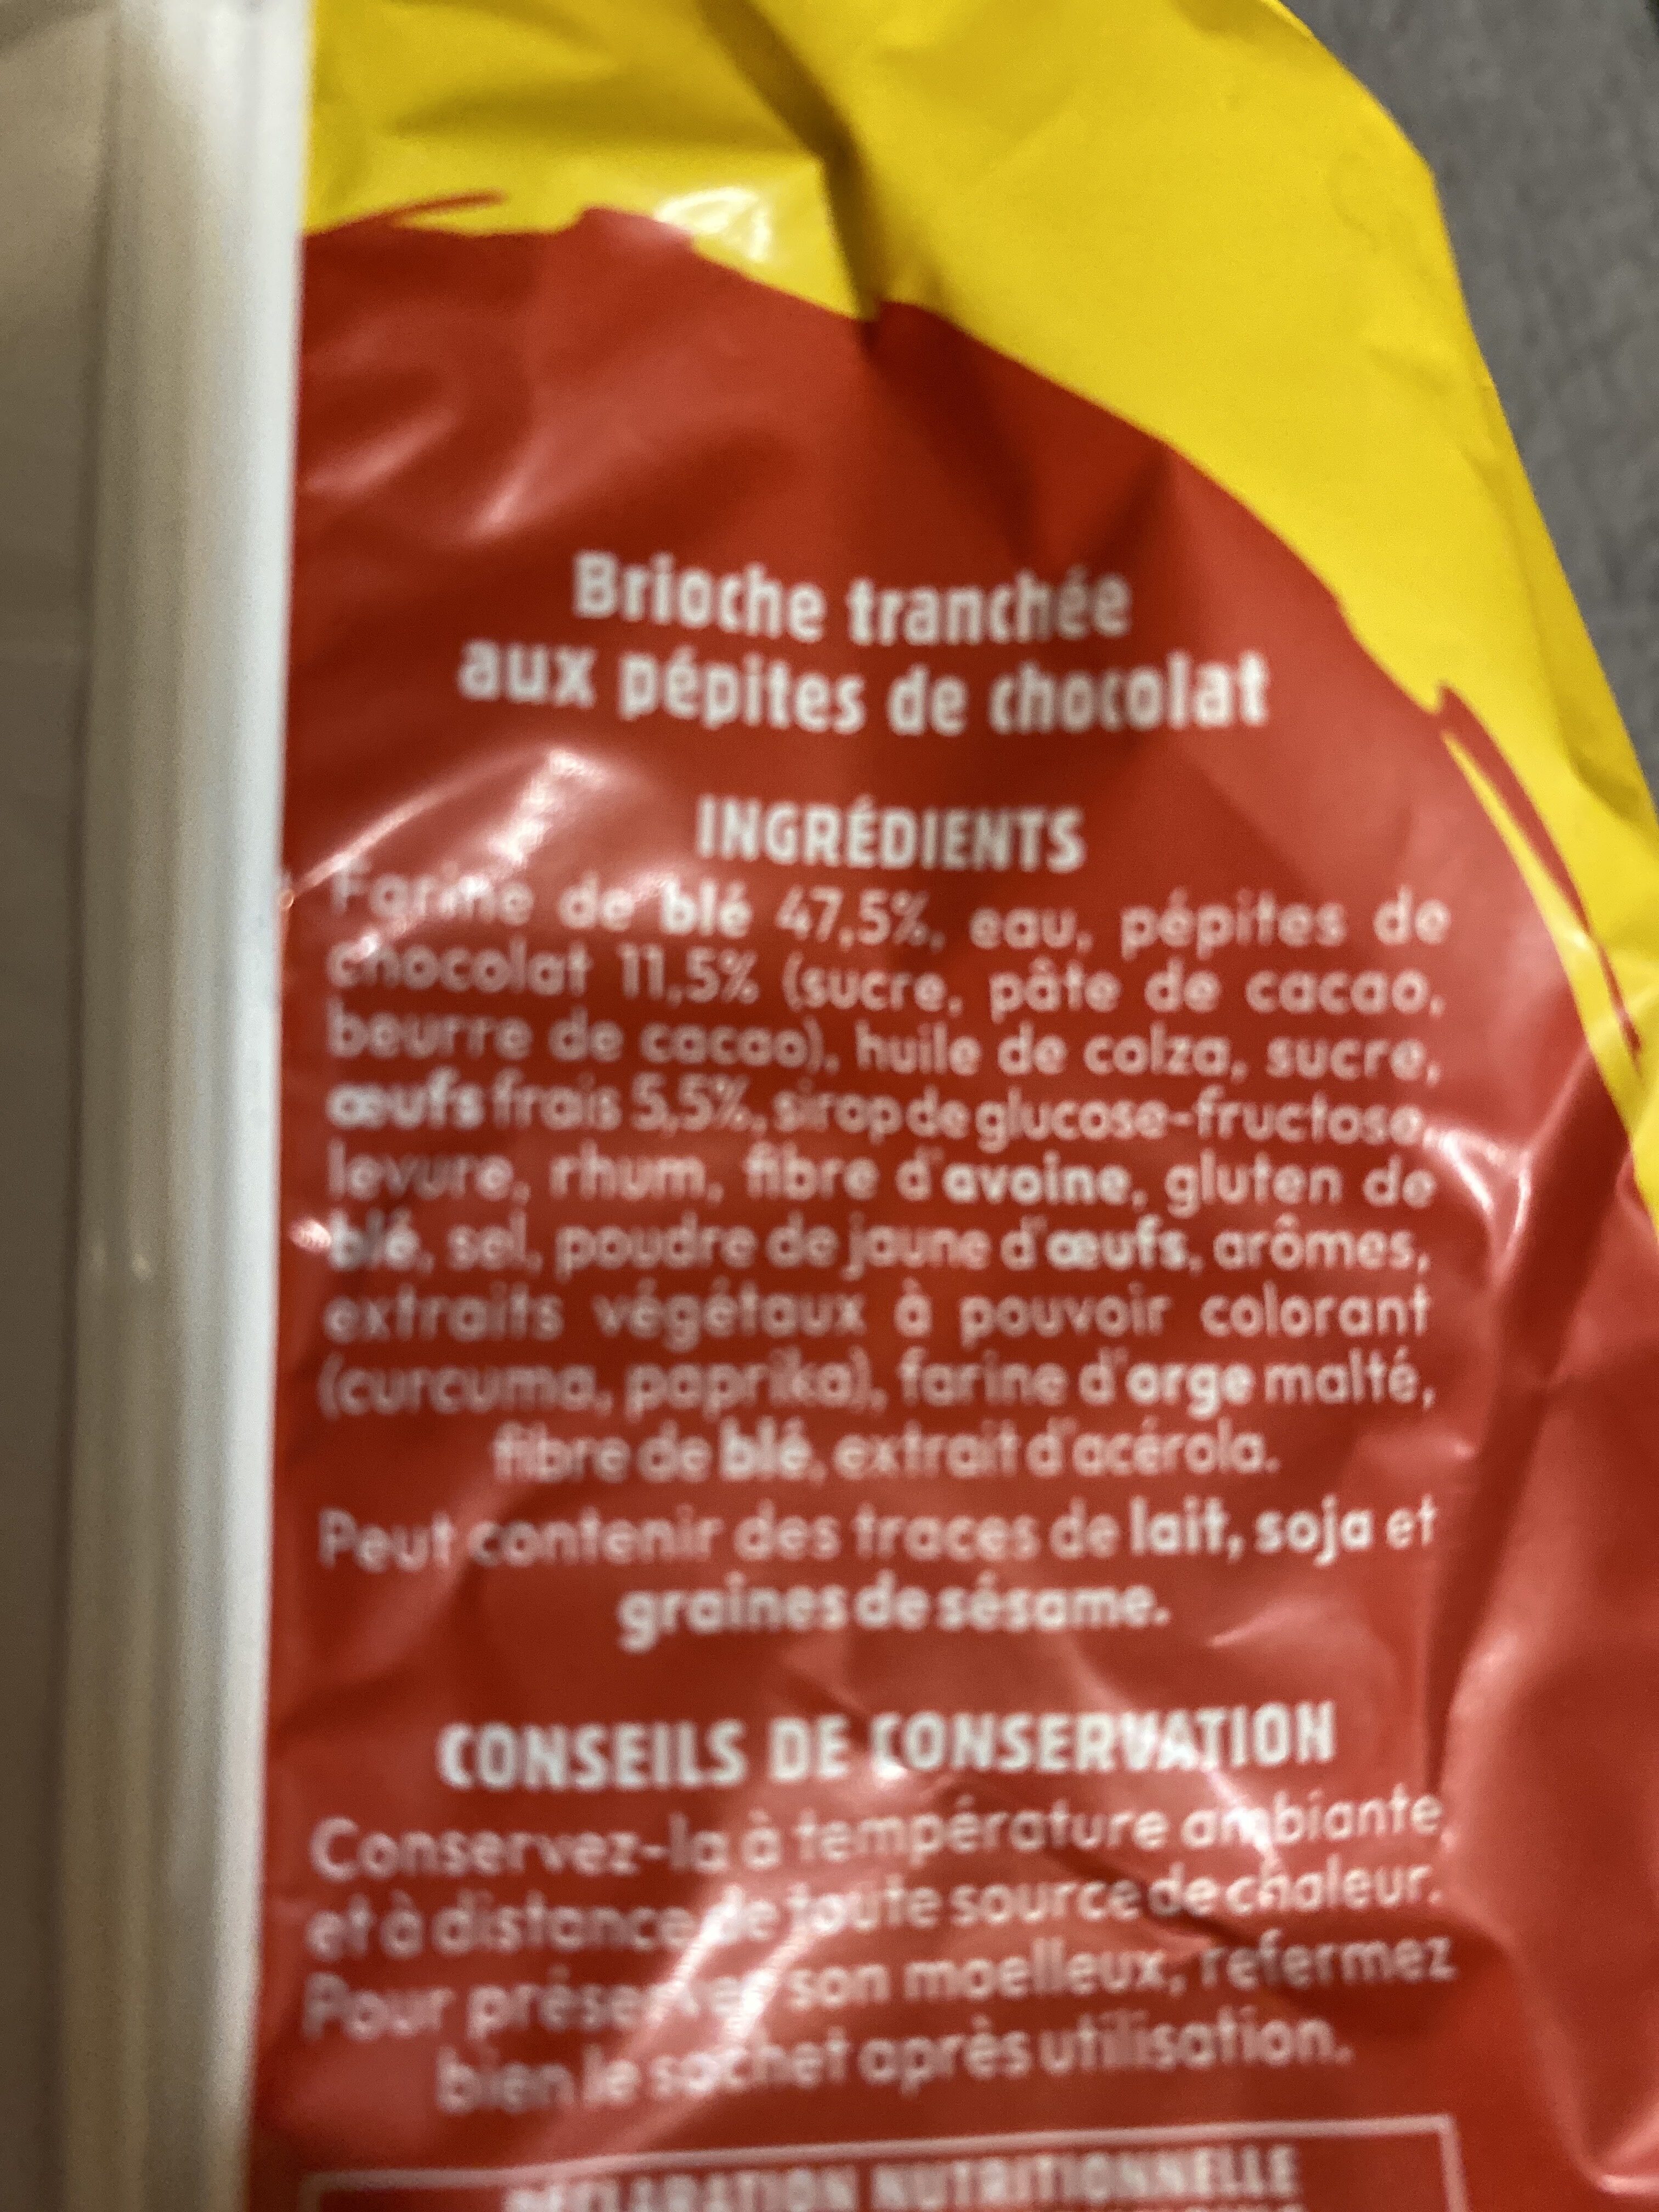 Brioche tranchée
aux pépites de chocolat
INGRÉDIENTS
Farine de blé 47,5%, eau, pépites de
chocolat 11,5% (sucre, pâte de cacao,
beurre de cacao), huile de colza, sucre,
œufs frais 5,5%, sirop de glucose-fructose,
levure, rhum, fibre d'avoine, gluten de
blé, sel, poudre de jaune d'œufs, arômes,
extraits végétaux à pouvoir colorant
(curcuma, paprika), farine d'orge malté,
fibre de blé, extrait d'acérola.
Peut contenir des traces de lait, soja et
graines de sésame.
CONSEILS DE CONSERVATION
Conservez-la à température ambiante
et à distance de toute source de chaleur.
Pour préserver son moelleux, refermez
bien le sachet après utilisation.
DÉCLARATION NUTRITIONNELLE